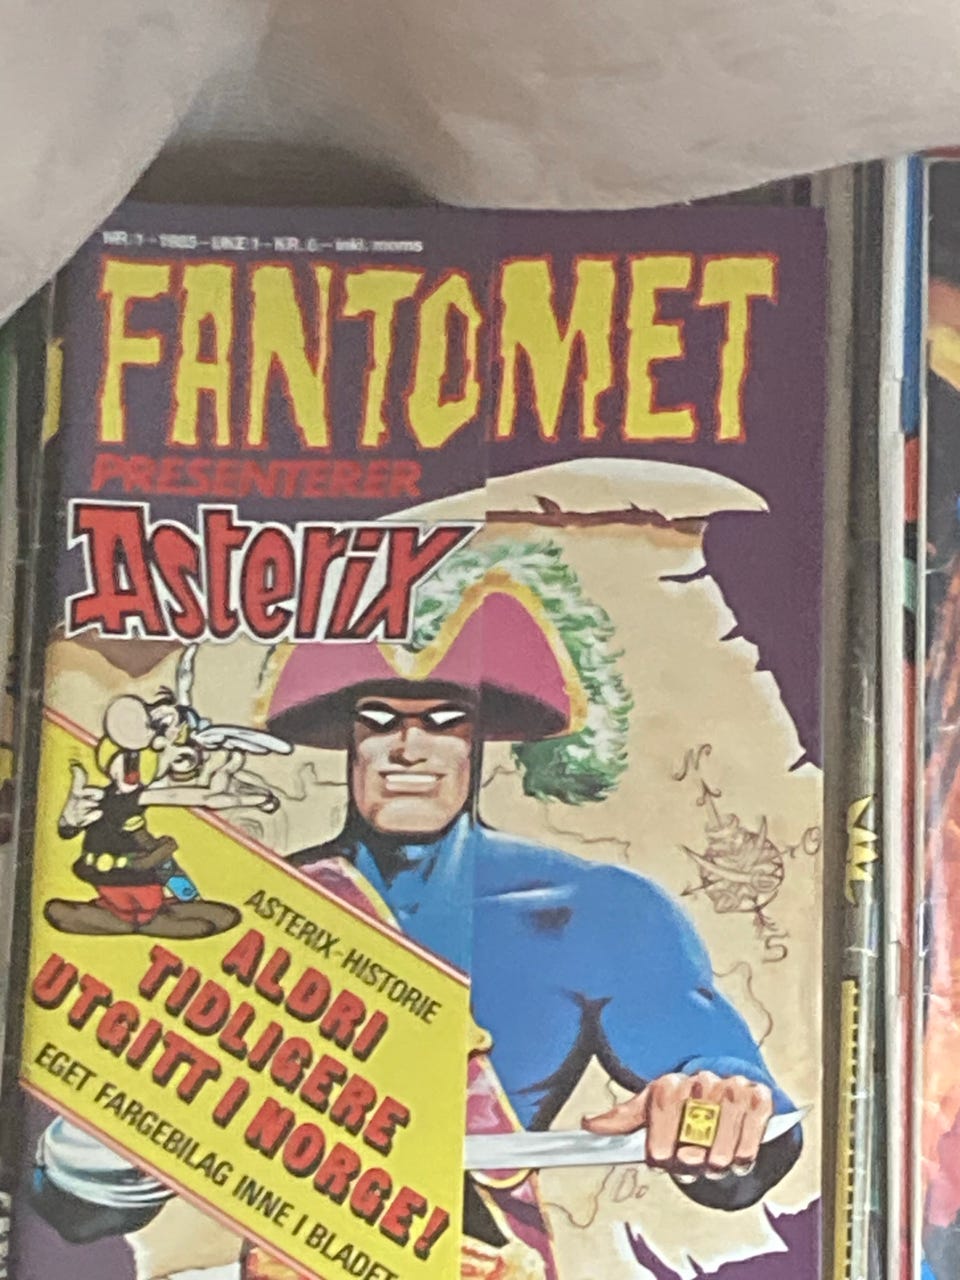 NR. 1 - 1985 - UKE 1 - KR. 6.- inkl. moms
FANTOMET
PRESENTERER
Asterix
ASTERIX-HISTORIE
ALDRI
TIDLIGERE
UTGITT I NORGE!
EGET FARGEBILAG INNE I BLADET
N
O
S